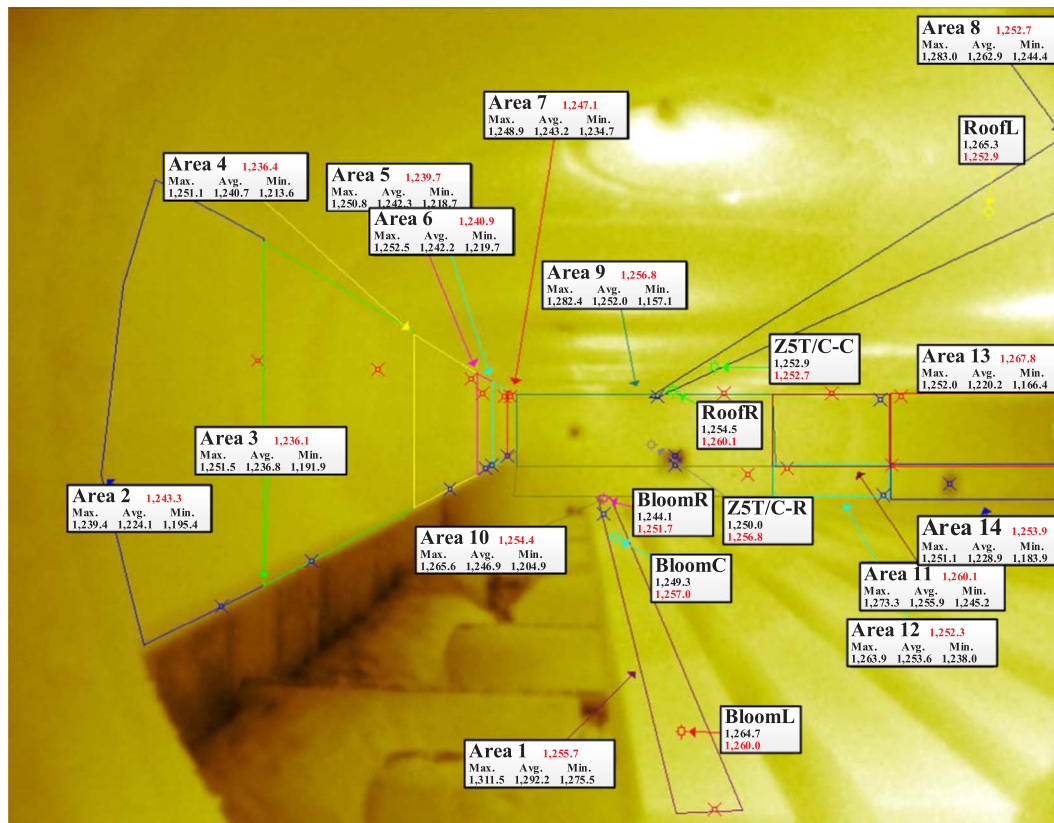 Area 8 1,252.7
Max. Avg. Min.
1,283.0 1,262.9 1,244.4
Area 7 1,247.1
Max. Avg. Min.
1,248.9 1,243.2 1,234.7
RoofL
1,265.3
1,252.9
Area 4 1,236.4
Max. Avg. Min.
1,251.1 1,240.7 1,213.6
Area 5 1,239.7
Max. Avg. Min.
1,250.8 1,242.3 1,218.7
Area 6 1,240.9
Max. Avg. Min.
1,252.5 1,242.2 1,219.7
Area 9 1,256.8
Max. Avg. Min.
1,282.4 1,252.0 1,157.1
Z5T/C-C
1,252.9
1,252.7
Area 13 1,267.8
Max. Avg. Min.
1,252.0 1,220.2 1,166.4
RoofR
1,254.5
1,260.1
Area 3 1,236.1
Max. Avg. Min.
1,251.5 1,236.8 1,191.9
Area 2 1,243.3
Max. Avg. Min.
1,239.4 1,224.1 1,195.4
BloomR
1,244.1
1,251.7
Z5T/C-R
1,250.0
1,256.8
Area 14 1,253.9
Max. Avg. Min.
1,251.1 1,228.9 1,183.9
Area 10 1,254.4
Max. Avg. Min.
1,265.6 1,246.9 1,204.9
BloomC
1,249.3
1,257.0
Area 11 1,260.1
Max. Avg. Min.
1,273.3 1,255.9 1,245.2
Area 12 1,252.3
Max. Avg. Min.
1,263.9 1,253.6 1,238.0
BloomL
1,264.7
1,260.0
Area 1 1,255.7
Max. Avg. Min.
1,311.5 1,292.2 1,275.5